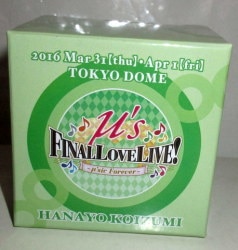 2016 Mar 31[thu]・Apr 1[fri]
TOKYO DOME
μ's
FINAL LOVE LIVE!
~μ'sic Forever~
HANAYO KOIZUMI